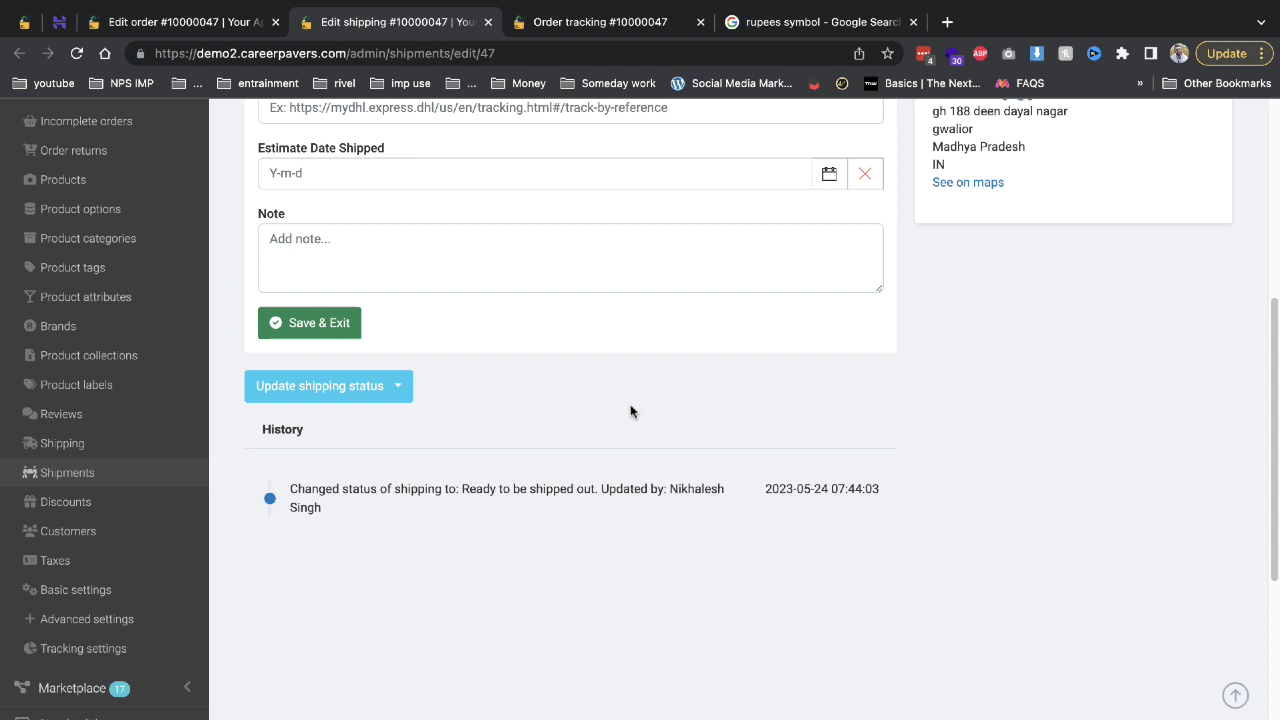 Edit order #10000047 | Your A
Edit shipping #10000047 | You
Order tracking #10000047
rupees symbol - Google Search
https://demo2.careerpavers.com/admin/shipments/edit/47
4
30
ABP
Update
youtube
NPS IMP
...
entrainment
rivel
Imp use
...
Money
Someday work
Social Media Mark...
Basics | The Next...
FAQS
»
Other Bookmarks
Incomplete orders
Order returns
Products
Product options
Product categories
Product tags
Product attributes
Brands
Product collections
Product labels
Reviews
Shipping
Shipments
Discounts
Customers
Taxes
Basic settings
Advanced settings
Tracking settings
Marketplace 17
Ex: https://mydhl.express.dhl/us/en/tracking.html#/track-by-reference
Estimate Date Shipped
Y-m-d
Note
Add note...
Save & Exit
Update shipping status
History
Changed status of shipping to: Ready to be shipped out. Updated by: Nikhalesh
Singh
2023-05-24 07:44:03
gh 188 deen dayal nagar
gwalior
Madhya Pradesh
IN
See on maps